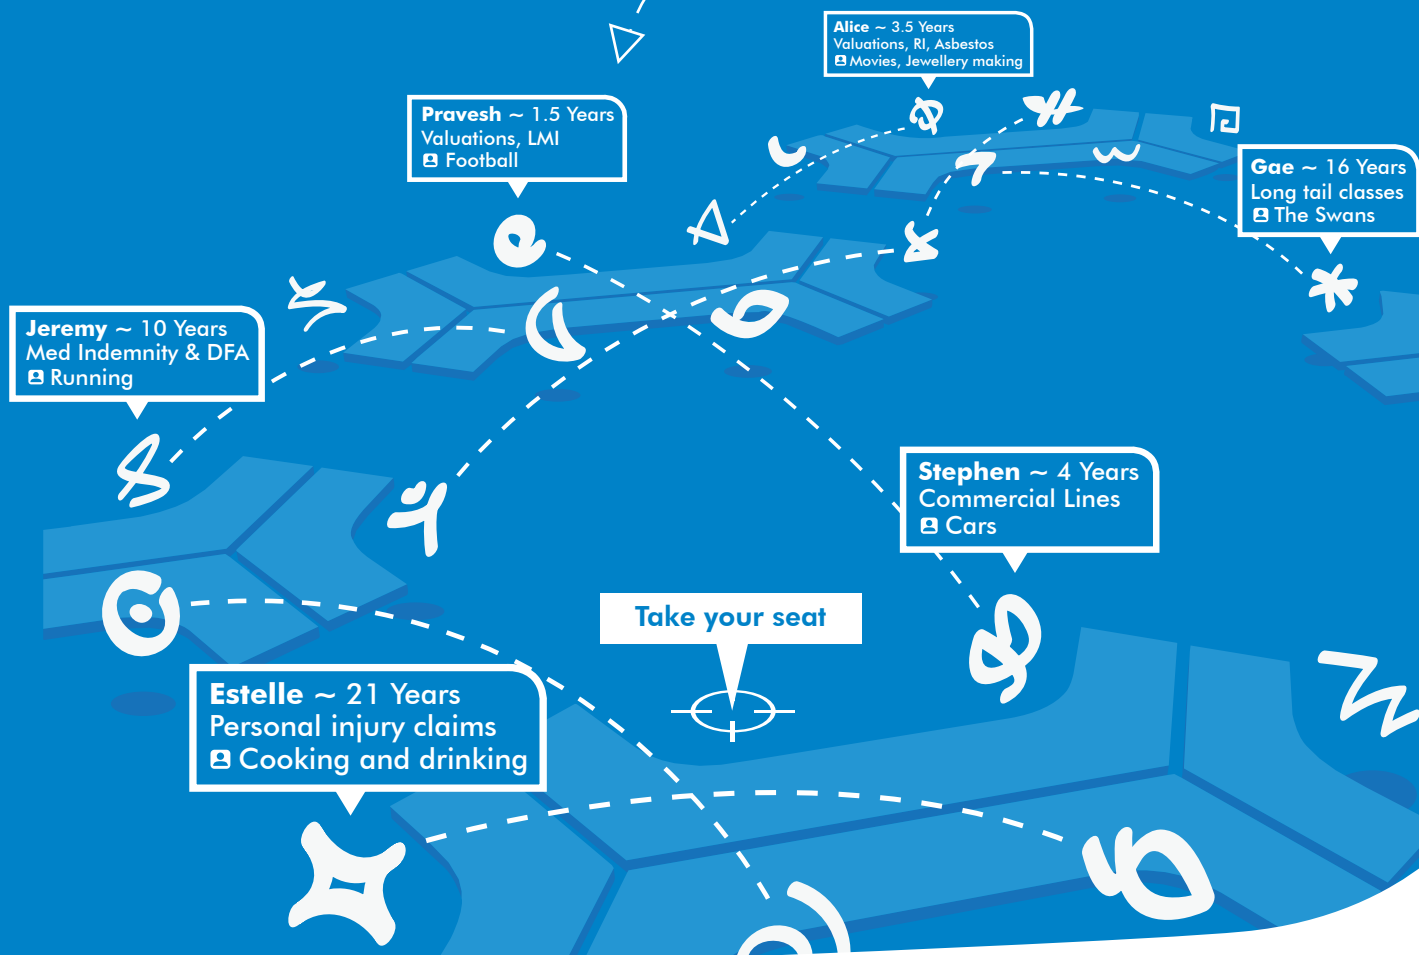 Alice ~ 3.5 Years
Valuations, RI, Asbestos
Movies, Jewellery making
Pravesh ~ 1.5 Years
Valuations, LMI
Football
Gae ~ 16 Years
Long tail classes
The Swans
Jeremy ~ 10 Years
Med Indemnity & DFA
Running
Stephen ~ 4 Years
Commercial Lines
Cars
Take your seat
Estelle ~ 21 Years
Personal injury claims
Cooking and drinking